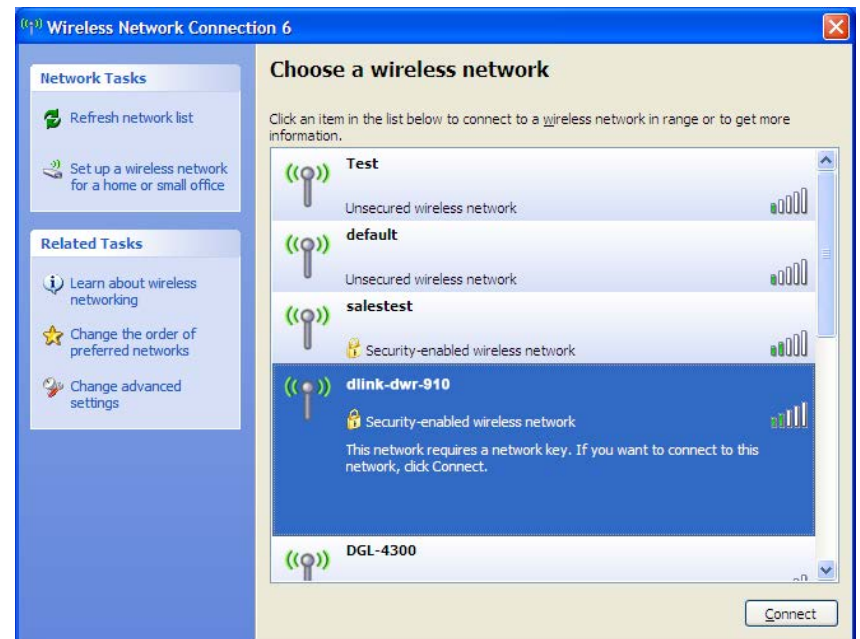 Wireless Network Connection 6
Network Tasks
Refresh network list
Set up a wireless network
for a home or small office
Related Tasks
Learn about wireless
networking
Change the order of
preferred networks
Change advanced
settings
Choose a wireless network
Click an item in the list below to connect to a wireless network in range or to get more
information.
Test
Unsecured wireless network
default
Unsecured wireless network
salestest
Security-enabled wireless network
dlink-dwr-910
Security-enabled wireless network
This network requires a network key. If you want to connect to this
network, click Connect.
DGL-4300
Connect